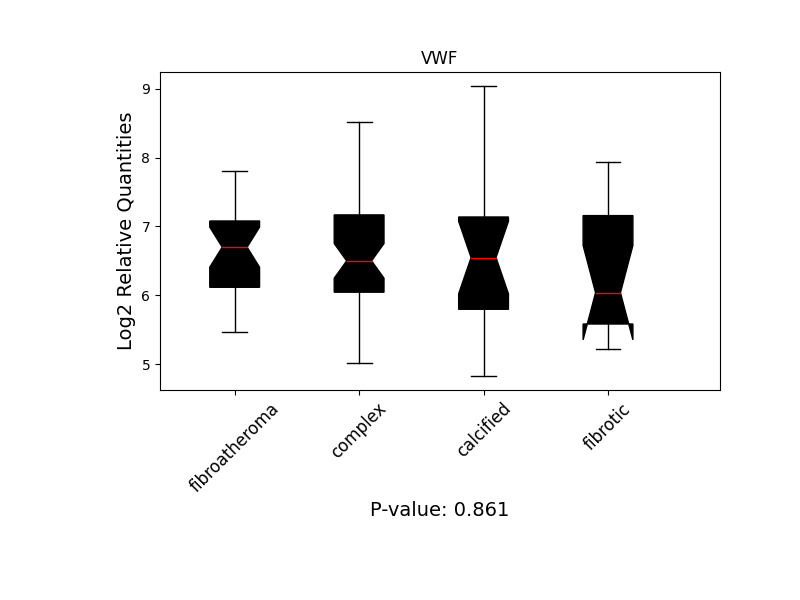 VWF
Log2 Relative Quantities
9
8
7
6
5
fibroatheroma
complex
calcified
fibrotic
P-value: 0.861